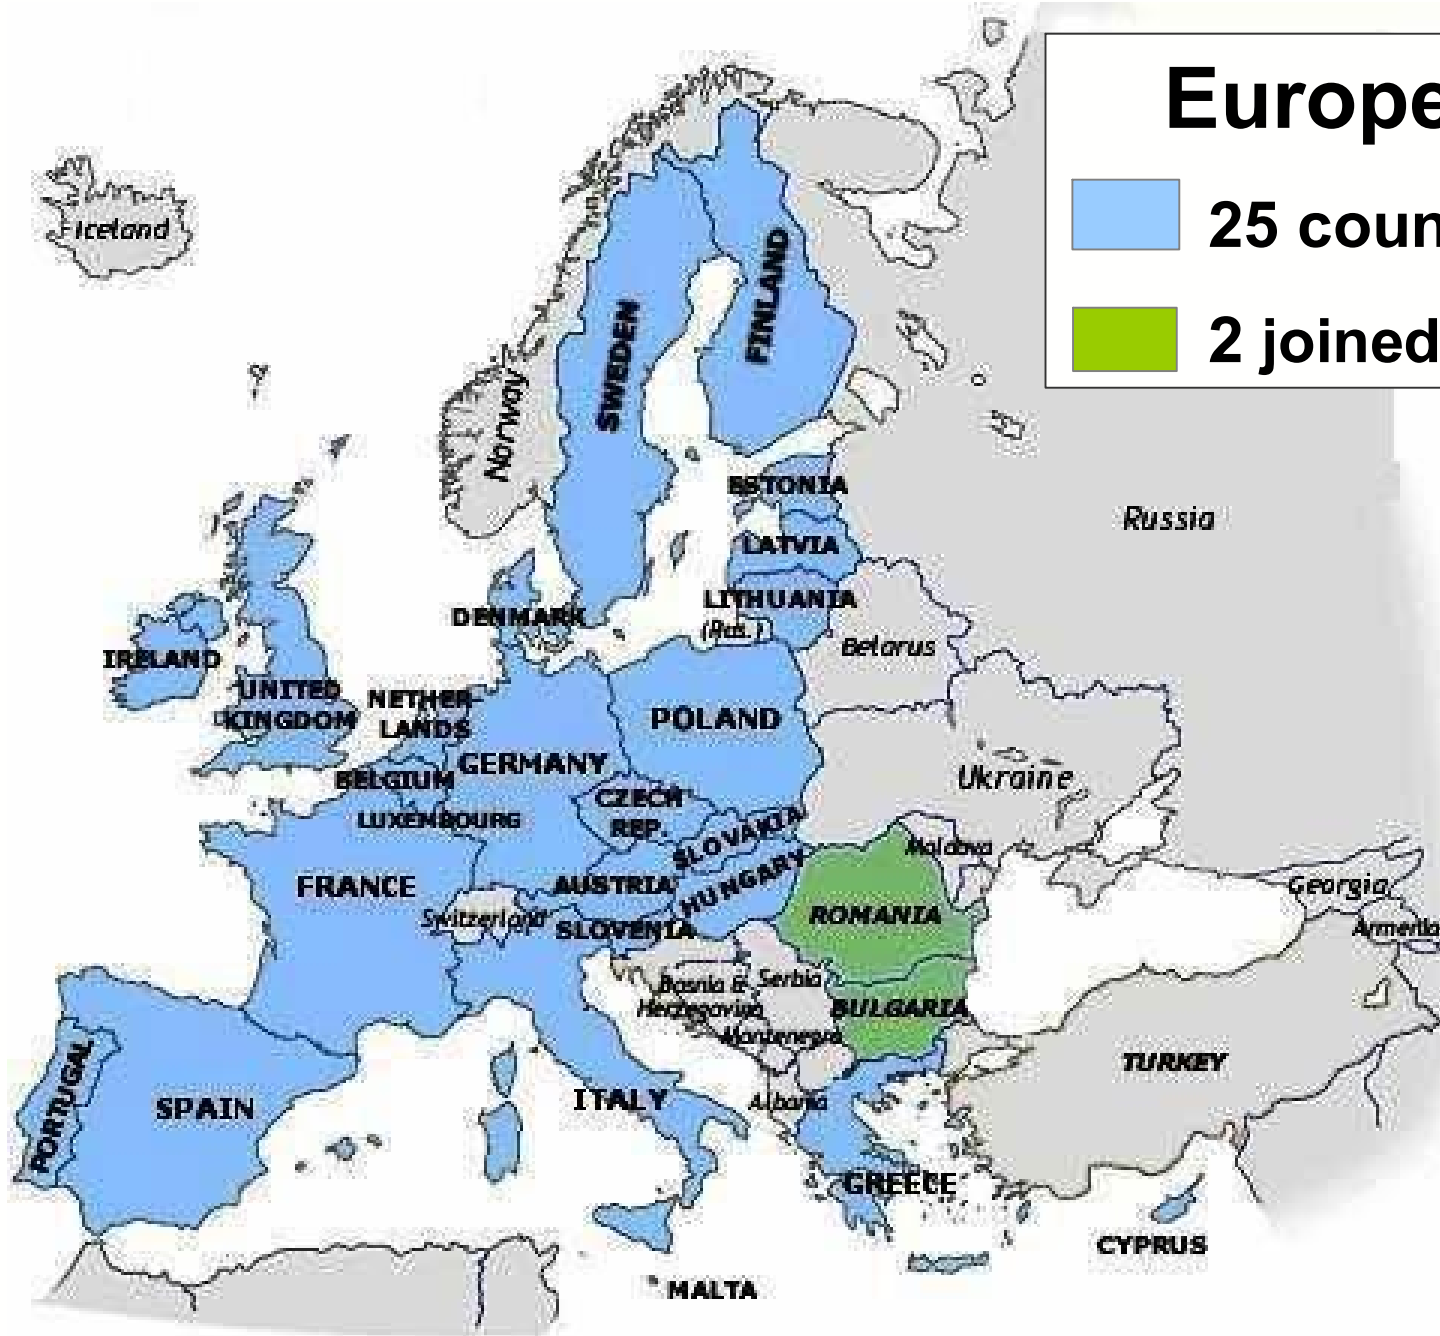 Europe
25 coun
2 joined
Iceland
FINLAND
SWEDEN
Norway
ESTONIA
Russia
LATVIA
LITHUANIA
(Rus.)
DENMARK
Belarus
IRELAND
UNITED
KINGDOM
NETHER-
LANDS
POLAND
GERMANY
BELGIUM
Ukraine
CZECH
REP.
LUXEMBOURG
SLOVAKIA
Moldova
FRANCE
AUSTRIA
HUNGARY
Georgia
Switzerland
SLOVENIA
ROMANIA
Armenia
Bosnia &
Herzegovina
Serbia
BULGARIA
Montenegro
TURKEY
PORTUGAL
SPAIN
ITALY
Albania
GREECE
CYPRUS
MALTA